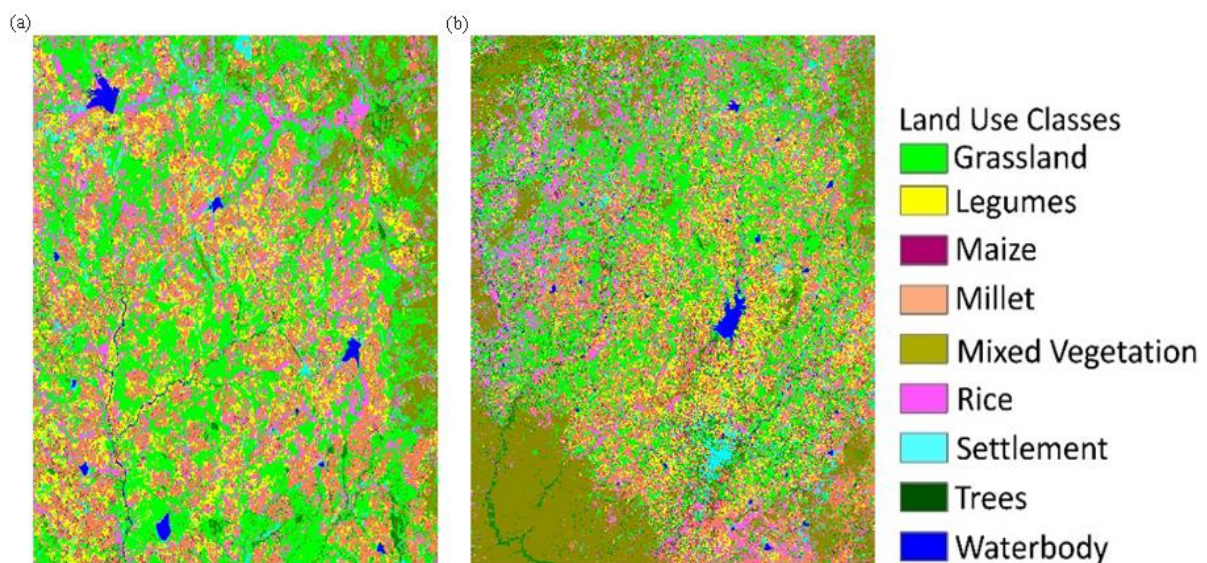 (a)
(b)
Land Use Classes
Grassland
Legumes
Maize
Millet
Mixed Vegetation
Rice
Settlement
Trees
Waterbody